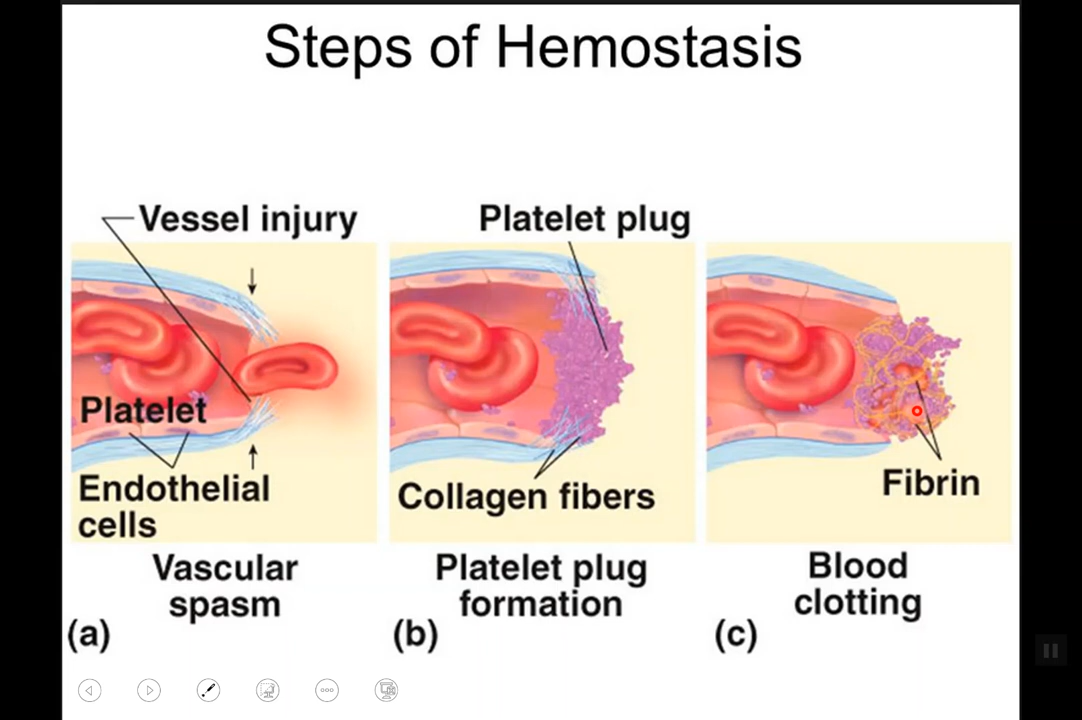 Steps of Hemostasis
Vessel injury
Platelet
Endothelial
cells
Vascular
spasm
(a)
Platelet plug
Collagen fibers
Platelet plug
formation
(b)
Fibrin
Blood
clotting
(c)